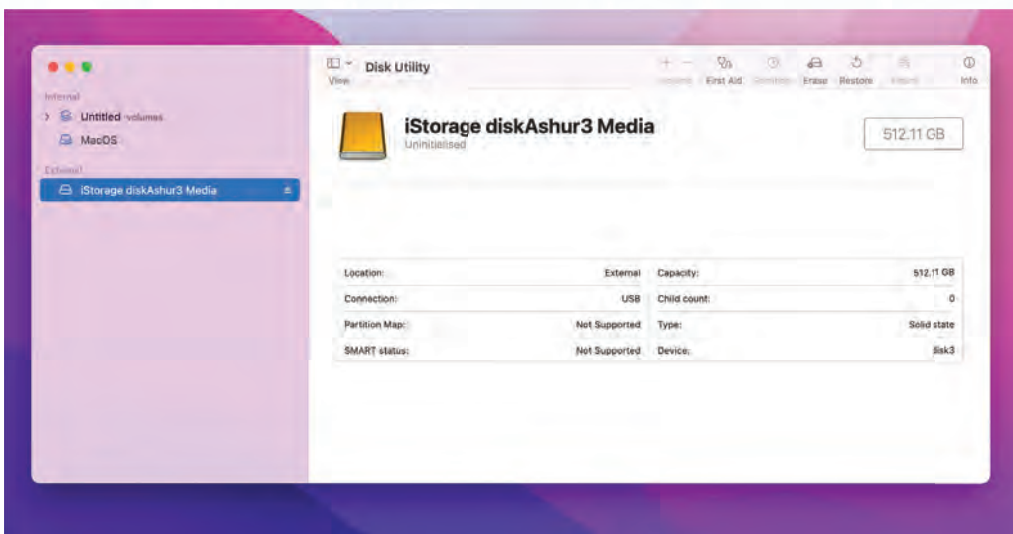 Disk Utility
View
First Aid
Erase
Restore
Info
Internal
Untitled volumes
MacOS
External
iStorage diskAshur3 Media
iStorage diskAshur3 Media
Uninitialised
512.11 GB
Location: External
Capacity: 512.11 GB
Connection: USB
Child count: 0
Partition Map: Not Supported
Type: Solid state
SMART status: Not Supported
Device: disk3